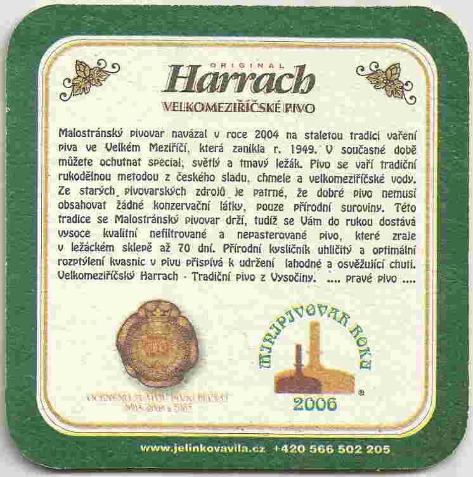 ORIGINAL
Harrach
VELKOMEZIŘÍČSKÉ PIVO
Malostránský pivovar navázal v roce 2004 na staletou tradici vaření
piva ve Velkém Meziříčí, která zanikla r. 1949. V současné době
můžete ochutnat special, světlý a tmavý ležák. Pivo se vaří tradiční
rukodělnou metodou z českého sladu, chmele a velkomeziříčské vody.
Ze starých pivovarských zdrojů je patrné, že dobré pivo nemusí
obsahovat žádné konzervační látky, pouze přírodní suroviny. Této
tradice se Malostránský pivovar drží, tudíž se Vám do rukou dostává
vysoce kvalitní nefiltrované a nepasterované pivo, které zraje
v ležáckém sklepě až 70 dní. Přírodní kysličník uhličitý a optimální
rozptýlení kvasnic v pivu přispívá k udržení lahodné a osvěžující chuti.
Velkomeziříčský Harrach - Tradiční pivo z Vysočiny. .... pravé pivo ....
MINIPIVOVAR ROKU
2006
®
www.jelinkovavila.cz +420 566 502 205